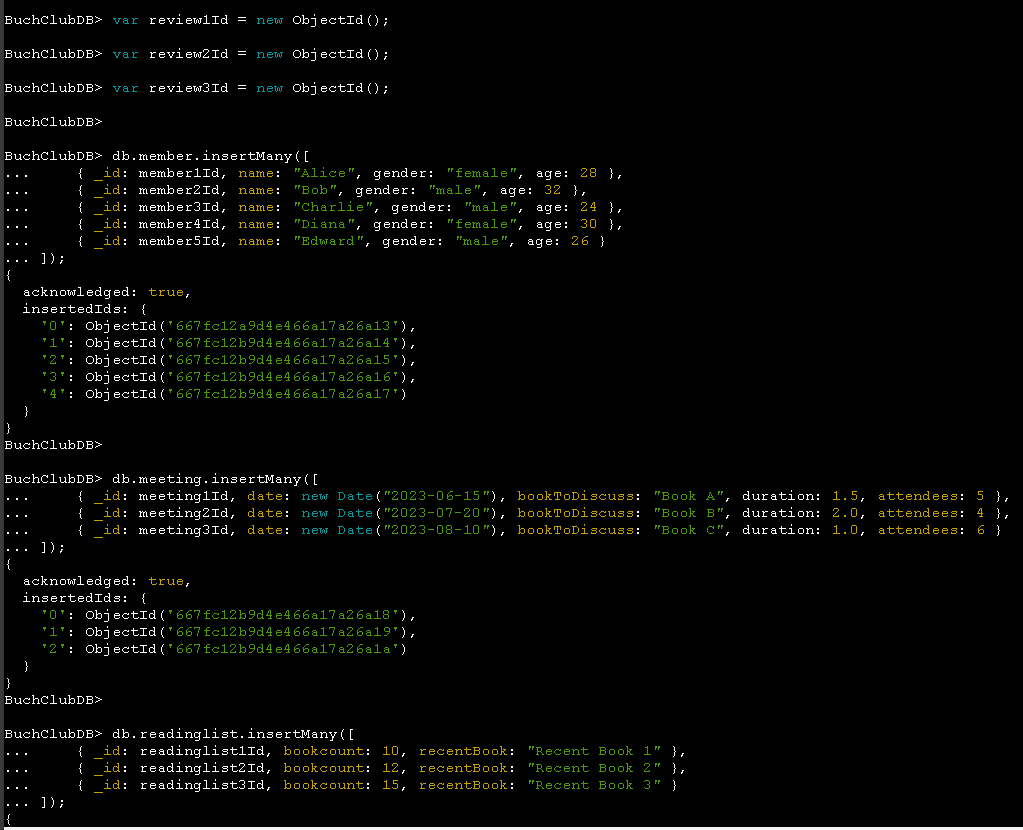 BuchClubDB> var review1Id = new ObjectId();
BuchClubDB> var review2Id = new ObjectId();
BuchClubDB> var review3Id = new ObjectId();
BuchClubDB>
BuchClubDB> db.member.insertMany([
...     { _id: member1Id, name: "Alice", gender: "female", age: 28 },
...     { _id: member2Id, name: "Bob", gender: "male", age: 32 },
...     { _id: member3Id, name: "Charlie", gender: "male", age: 24 },
...     { _id: member4Id, name: "Diana", gender: "female", age: 30 },
...     { _id: member5Id, name: "Edward", gender: "male", age: 26 }
... ]);
{
  acknowledged: true,
  insertedIds: {
    '0': ObjectId('667fc12a9d4e466a17a26a13'),
    '1': ObjectId('667fc12b9d4e466a17a26a14'),
    '2': ObjectId('667fc12b9d4e466a17a26a15'),
    '3': ObjectId('667fc12b9d4e466a17a26a16'),
    '4': ObjectId('667fc12b9d4e466a17a26a17')
  }
}
BuchClubDB>
BuchClubDB> db.meeting.insertMany([
...     { _id: meeting1Id, date: new Date("2023-06-15"), bookToDiscuss: "Book A", duration: 1.5, attendees: 5 },
...     { _id: meeting2Id, date: new Date("2023-07-20"), bookToDiscuss: "Book B", duration: 2.0, attendees: 4 },
...     { _id: meeting3Id, date: new Date("2023-08-10"), bookToDiscuss: "Book C", duration: 1.0, attendees: 6 }
... ]);
{
  acknowledged: true,
  insertedIds: {
    '0': ObjectId('667fc12b9d4e466a17a26a18'),
    '1': ObjectId('667fc12b9d4e466a17a26a19'),
    '2': ObjectId('667fc12b9d4e466a17a26a1a')
  }
}
BuchClubDB>
BuchClubDB> db.readinglist.insertMany([
...     { _id: readinglist1Id, bookcount: 10, recentBook: "Recent Book 1" },
...     { _id: readinglist2Id, bookcount: 12, recentBook: "Recent Book 2" },
...     { _id: readinglist3Id, bookcount: 15, recentBook: "Recent Book 3" }
... ]);
{